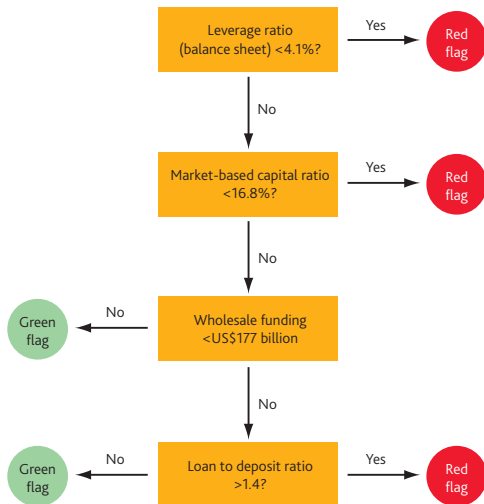 Leverage ratio
(balance sheet) <4.1%?
Yes
Red
flag
No
Market-based capital ratio
<16.8%?
Yes
Red
flag
No
Green
flag
No
Wholesale funding
<US$177 billion
No
Green
flag
No
Loan to deposit ratio
>1.4?
Yes
Red
flag